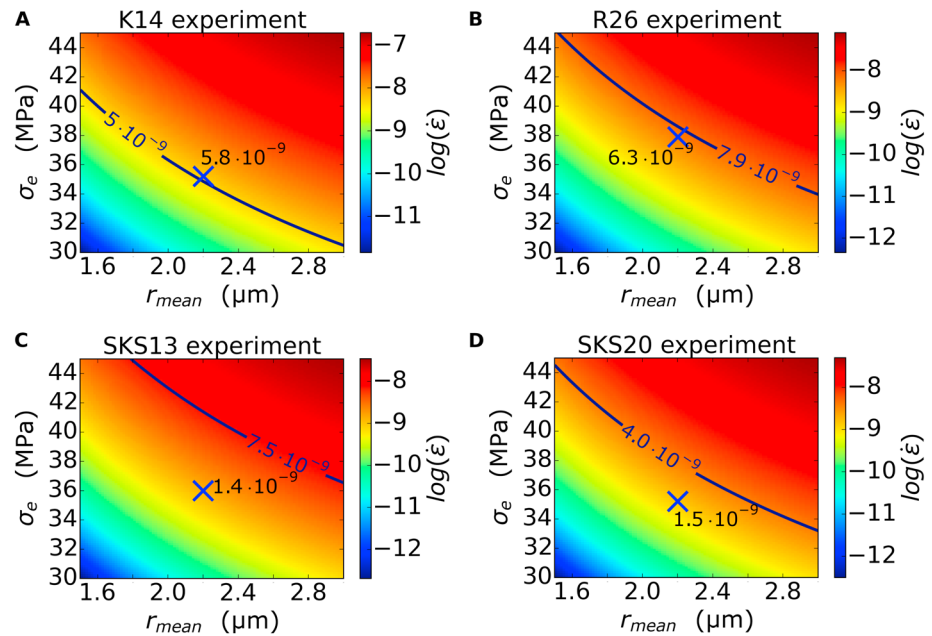 A
K14 experiment
σe (MPa)
44
42
40
38
36
34
32
30
5·10⁻⁹
5.8·10⁻⁹
1.6 2.0 2.4 2.8
rmean (μm)
−7
−8
−9
−10
−11
log(ε̇)
B
R26 experiment
σe (MPa)
44
42
40
38
36
34
32
30
6.3·10⁻⁹
7.9·10⁻⁹
1.6 2.0 2.4 2.8
rmean (μm)
−8
−9
−10
−11
−12
log(ε̇)
C
SKS13 experiment
σe (MPa)
44
42
40
38
36
34
32
30
7.5·10⁻⁹
1.4·10⁻⁹
1.6 2.0 2.4 2.8
rmean (μm)
−8
−9
−10
−11
−12
log(ε̇)
D
SKS20 experiment
σe (MPa)
44
42
40
38
36
34
32
30
4.0·10⁻⁹
1.5·10⁻⁹
1.6 2.0 2.4 2.8
rmean (μm)
−8
−9
−10
−11
−12
log(ε̇)